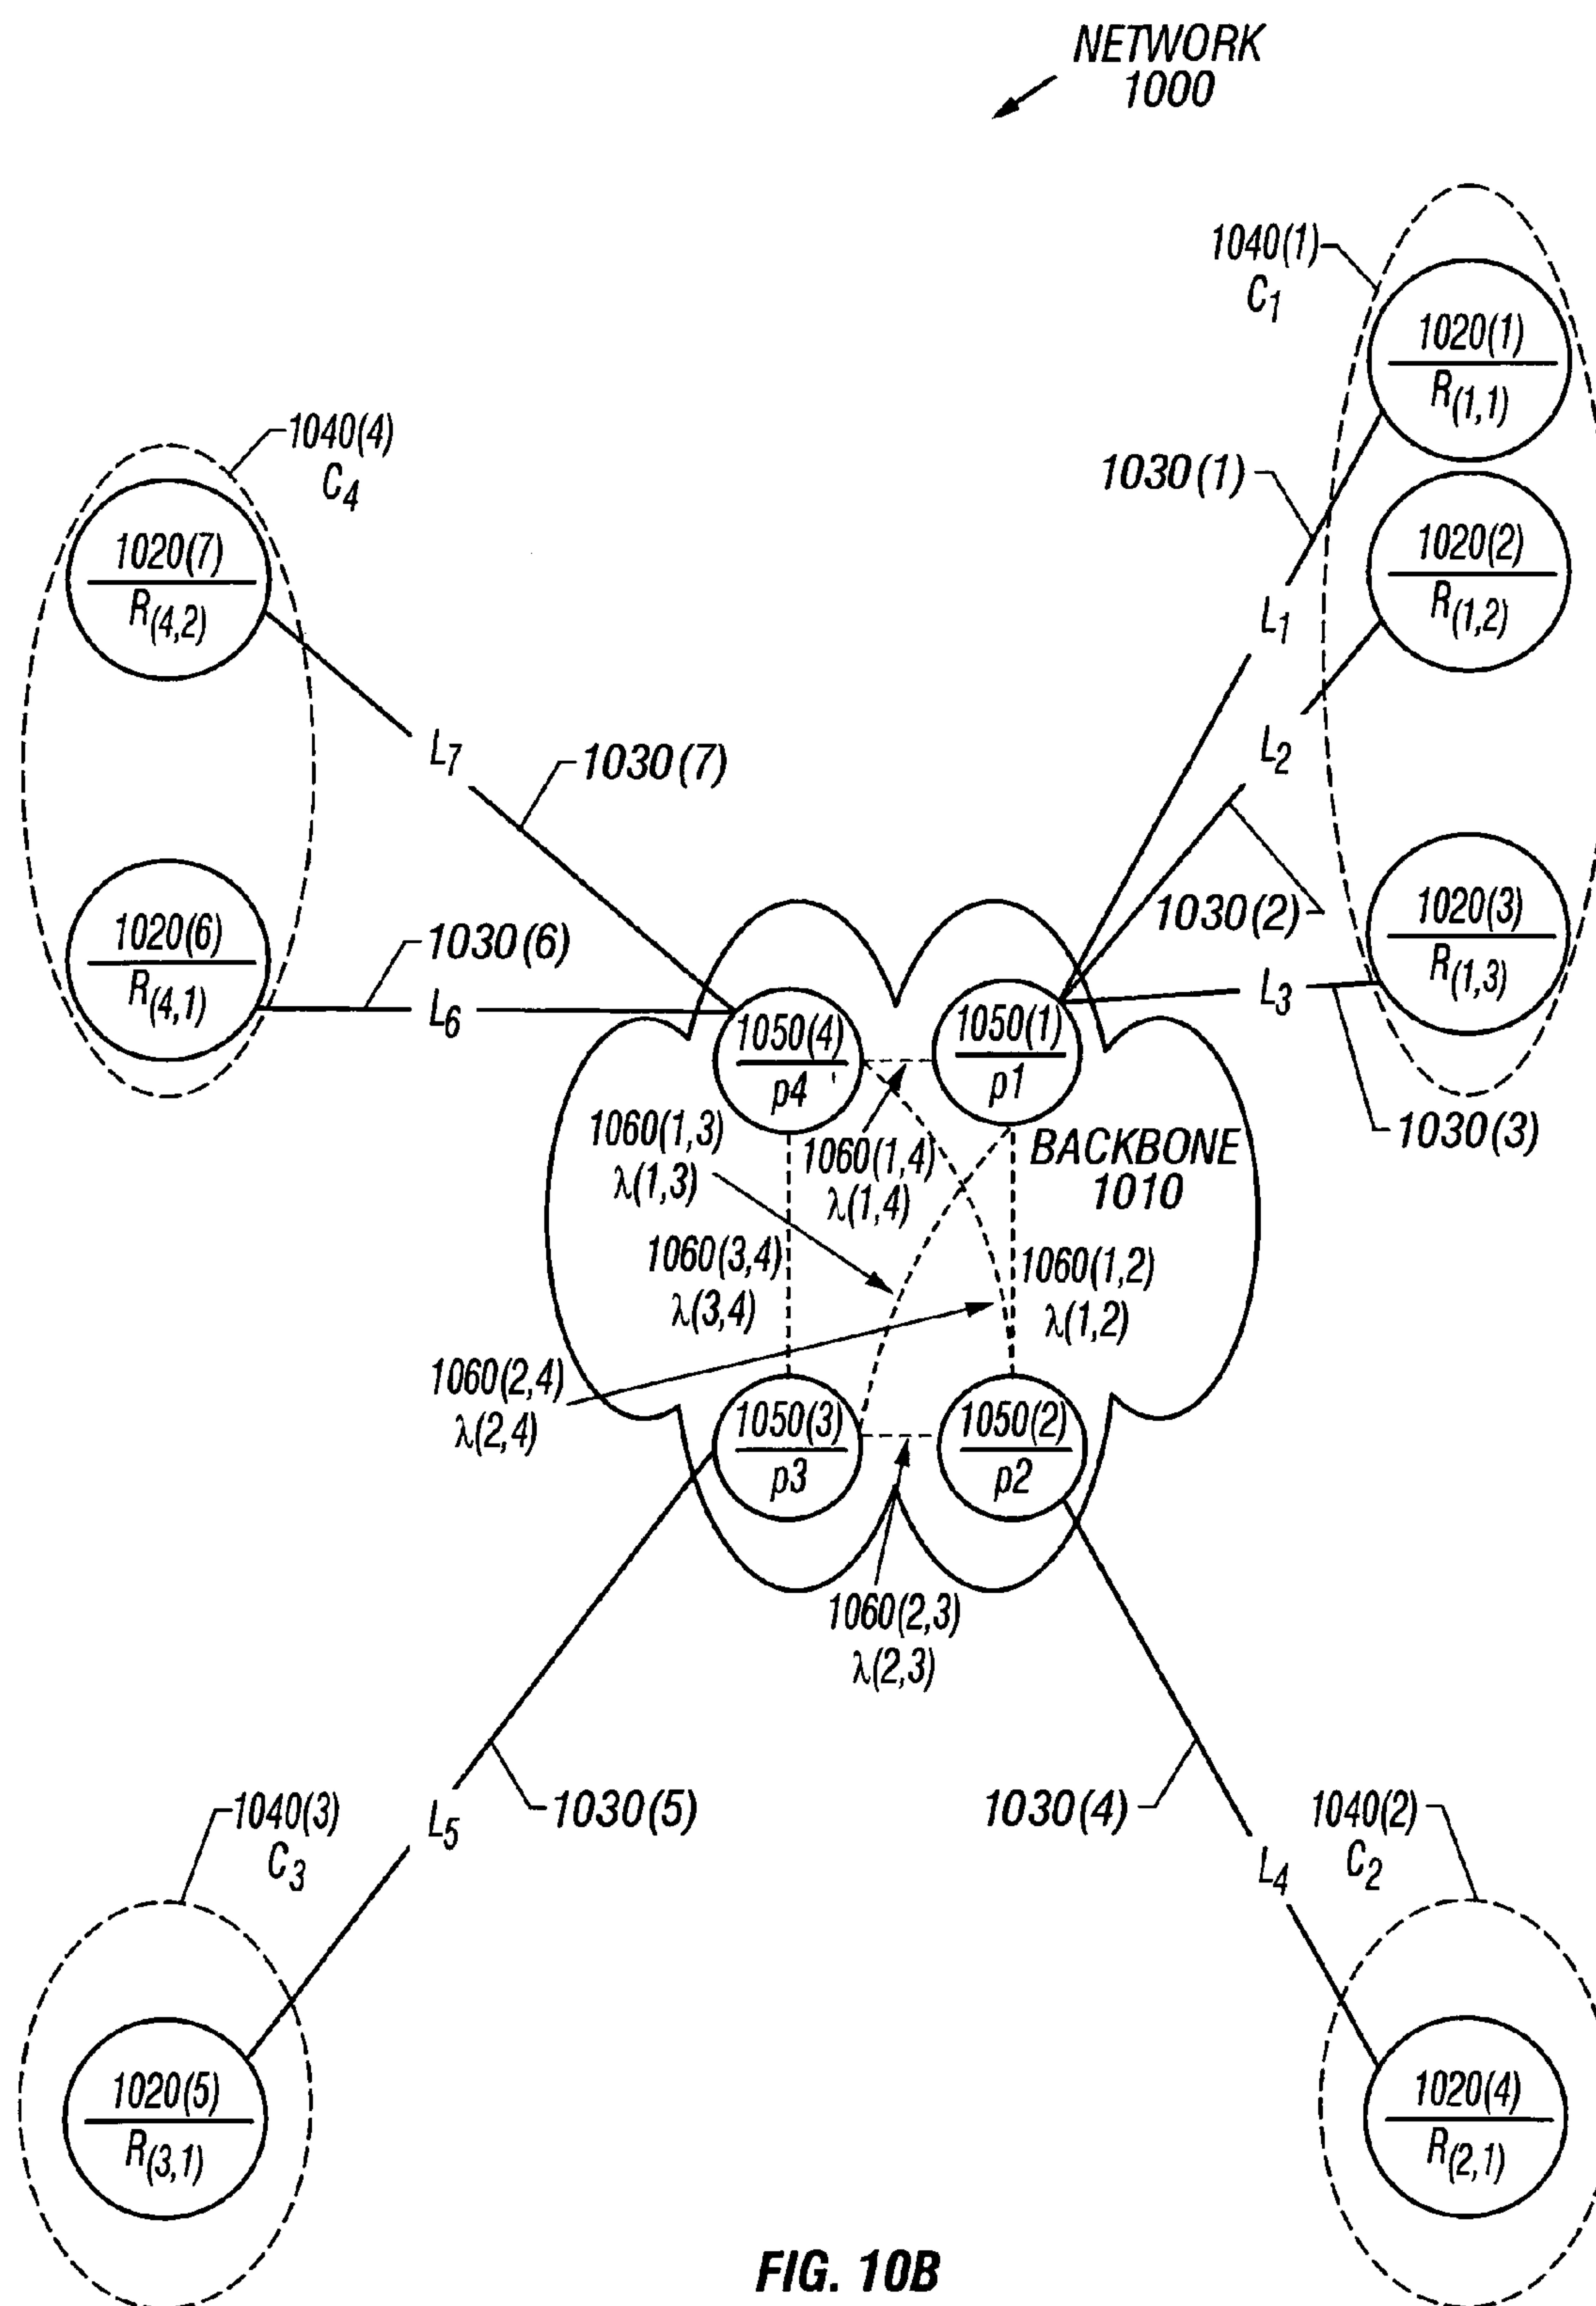 NETWORK
1000
1040(1)
C1
1020(1)
R(1,1)
1030(1)
1020(2)
R(1,2)
L1
L2
1030(2)
1020(3)
R(1,3)
L3
1030(3)
1040(4)
C4
1020(7)
R(4,2)
L7
1030(7)
1020(6)
R(4,1)
1030(6)
L6
1050(4)
p4
1050(1)
p1
BACKBONE
1010
1060(1,3)
λ(1,3)
1060(1,4)
λ(1,4)
1060(3,4)
λ(3,4)
1060(1,2)
λ(1,2)
1060(2,4)
λ(2,4)
1050(3)
p3
1050(2)
p2
1060(2,3)
λ(2,3)
1040(3)
C3
L5
1030(5)
1030(4)
L4
1040(2)
C2
1020(5)
R(3,1)
1020(4)
R(2,1)
FIG. 10B